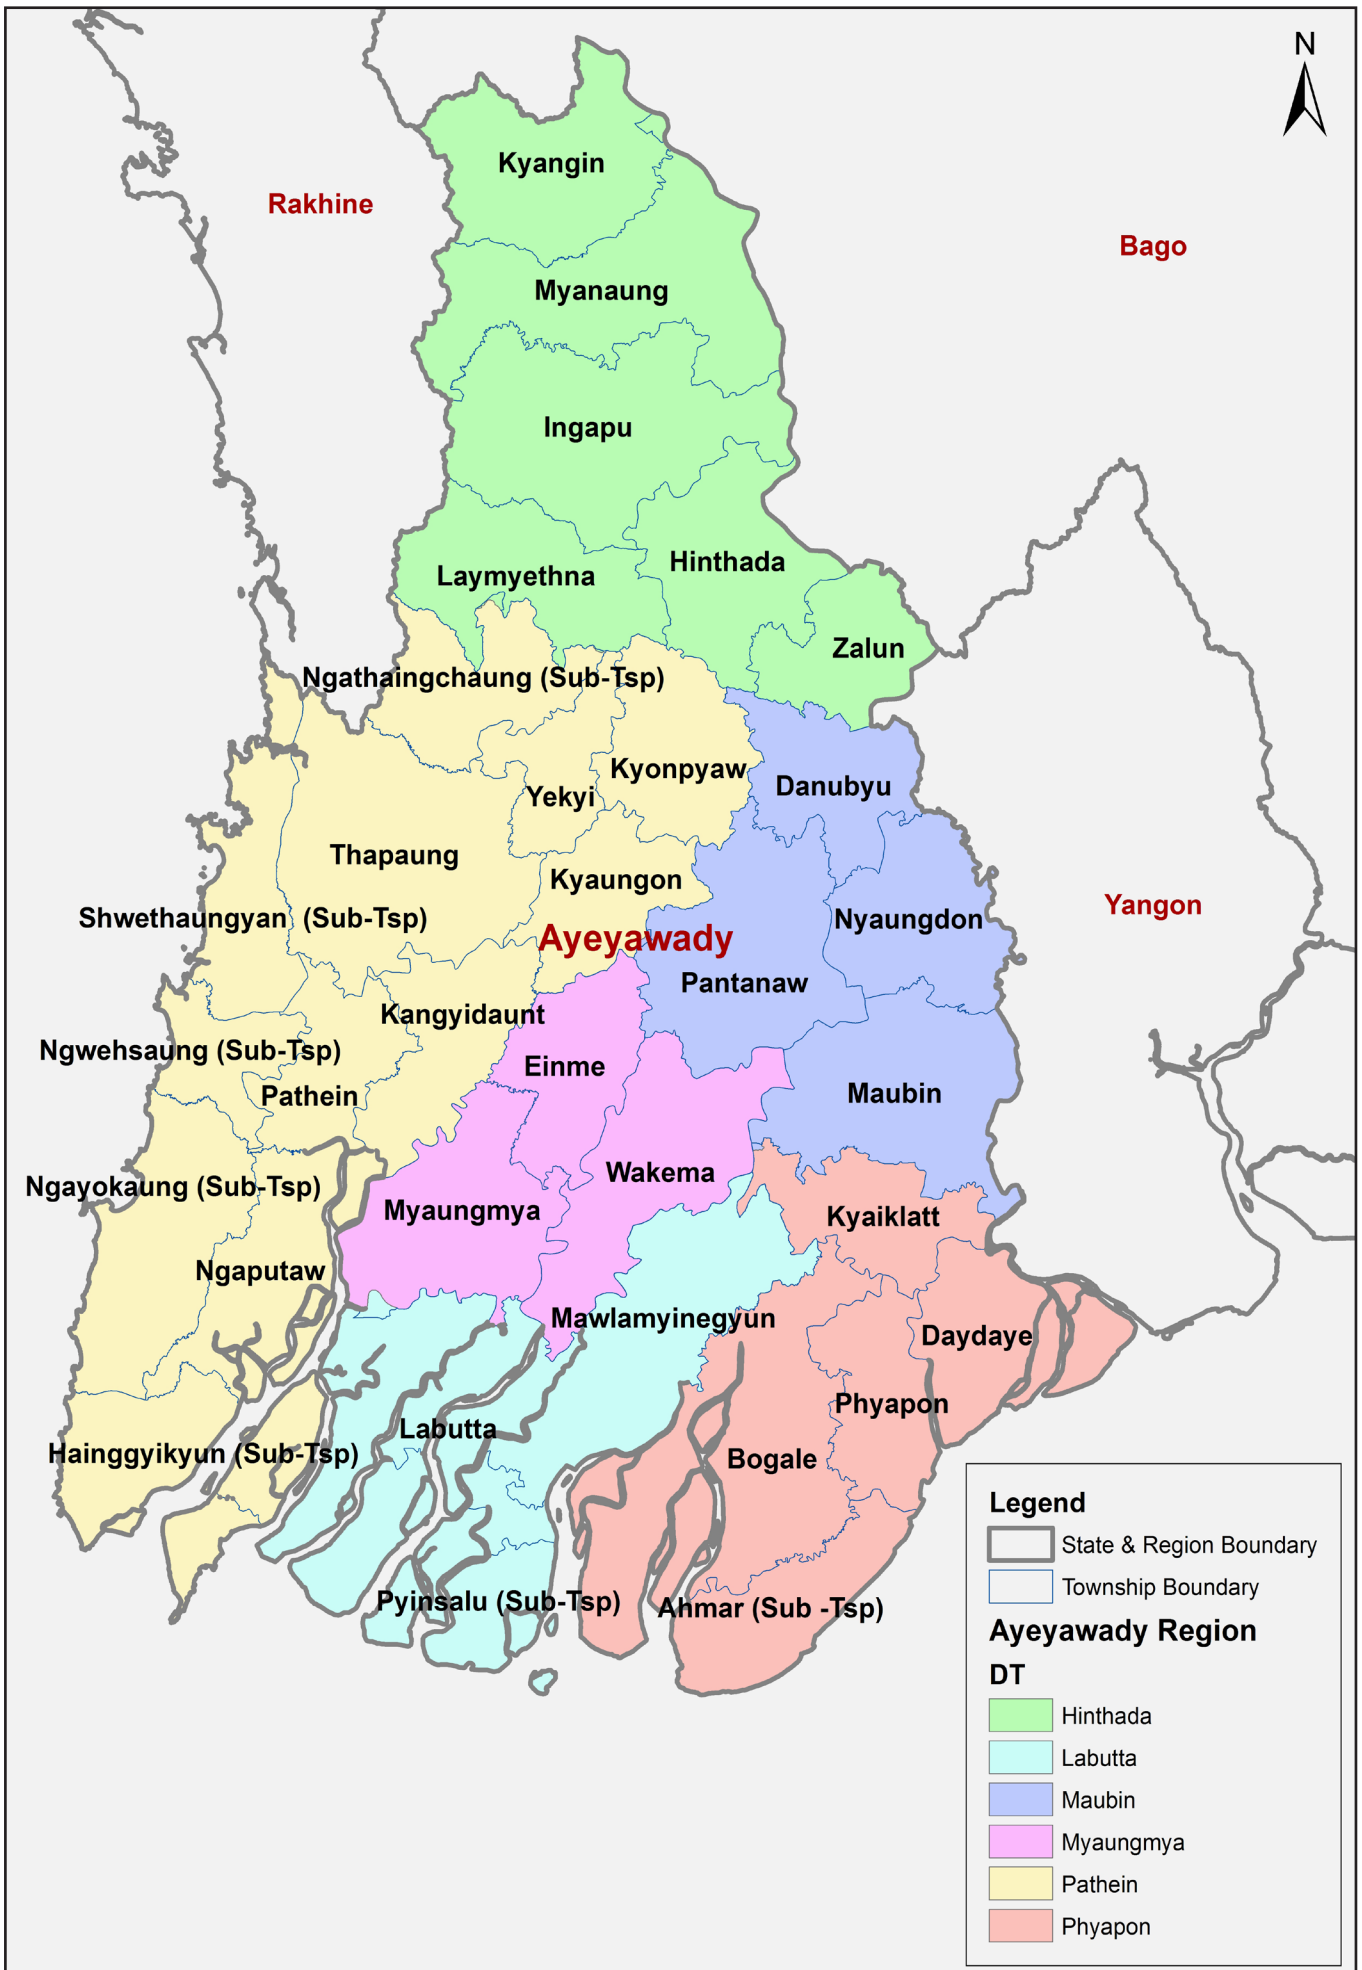 N
Kyangin
Rakhine
Bago
Myanaung
Ingapu
Hinthada
Laymyethna
Zalun
Ngathaingchaung (Sub-Tsp)
Kyonpyaw
Danubyu
Yekyi
Thapaung
Kyaungon
Yangon
Shwethaungyan (Sub-Tsp)
Nyaungdon
Ayeyawady
Pantanaw
Kangyidaunt
Ngwehsaung (Sub-Tsp)
Einme
Pathein
Maubin
Wakema
Ngayokaung (Sub-Tsp)
Myaungmya
Kyaiklatt
Ngaputaw
Mawlamyinegyun
Daydaye
Phyapon
Labutta
Hainggyikyun (Sub-Tsp)
Bogale
Pyinsalu (Sub-Tsp)
Ahmar (Sub -Tsp)
Legend
State & Region Boundary
Township Boundary
Ayeyawady Region
DT
Hinthada
Labutta
Maubin
Myaungmya
Pathein
Phyapon